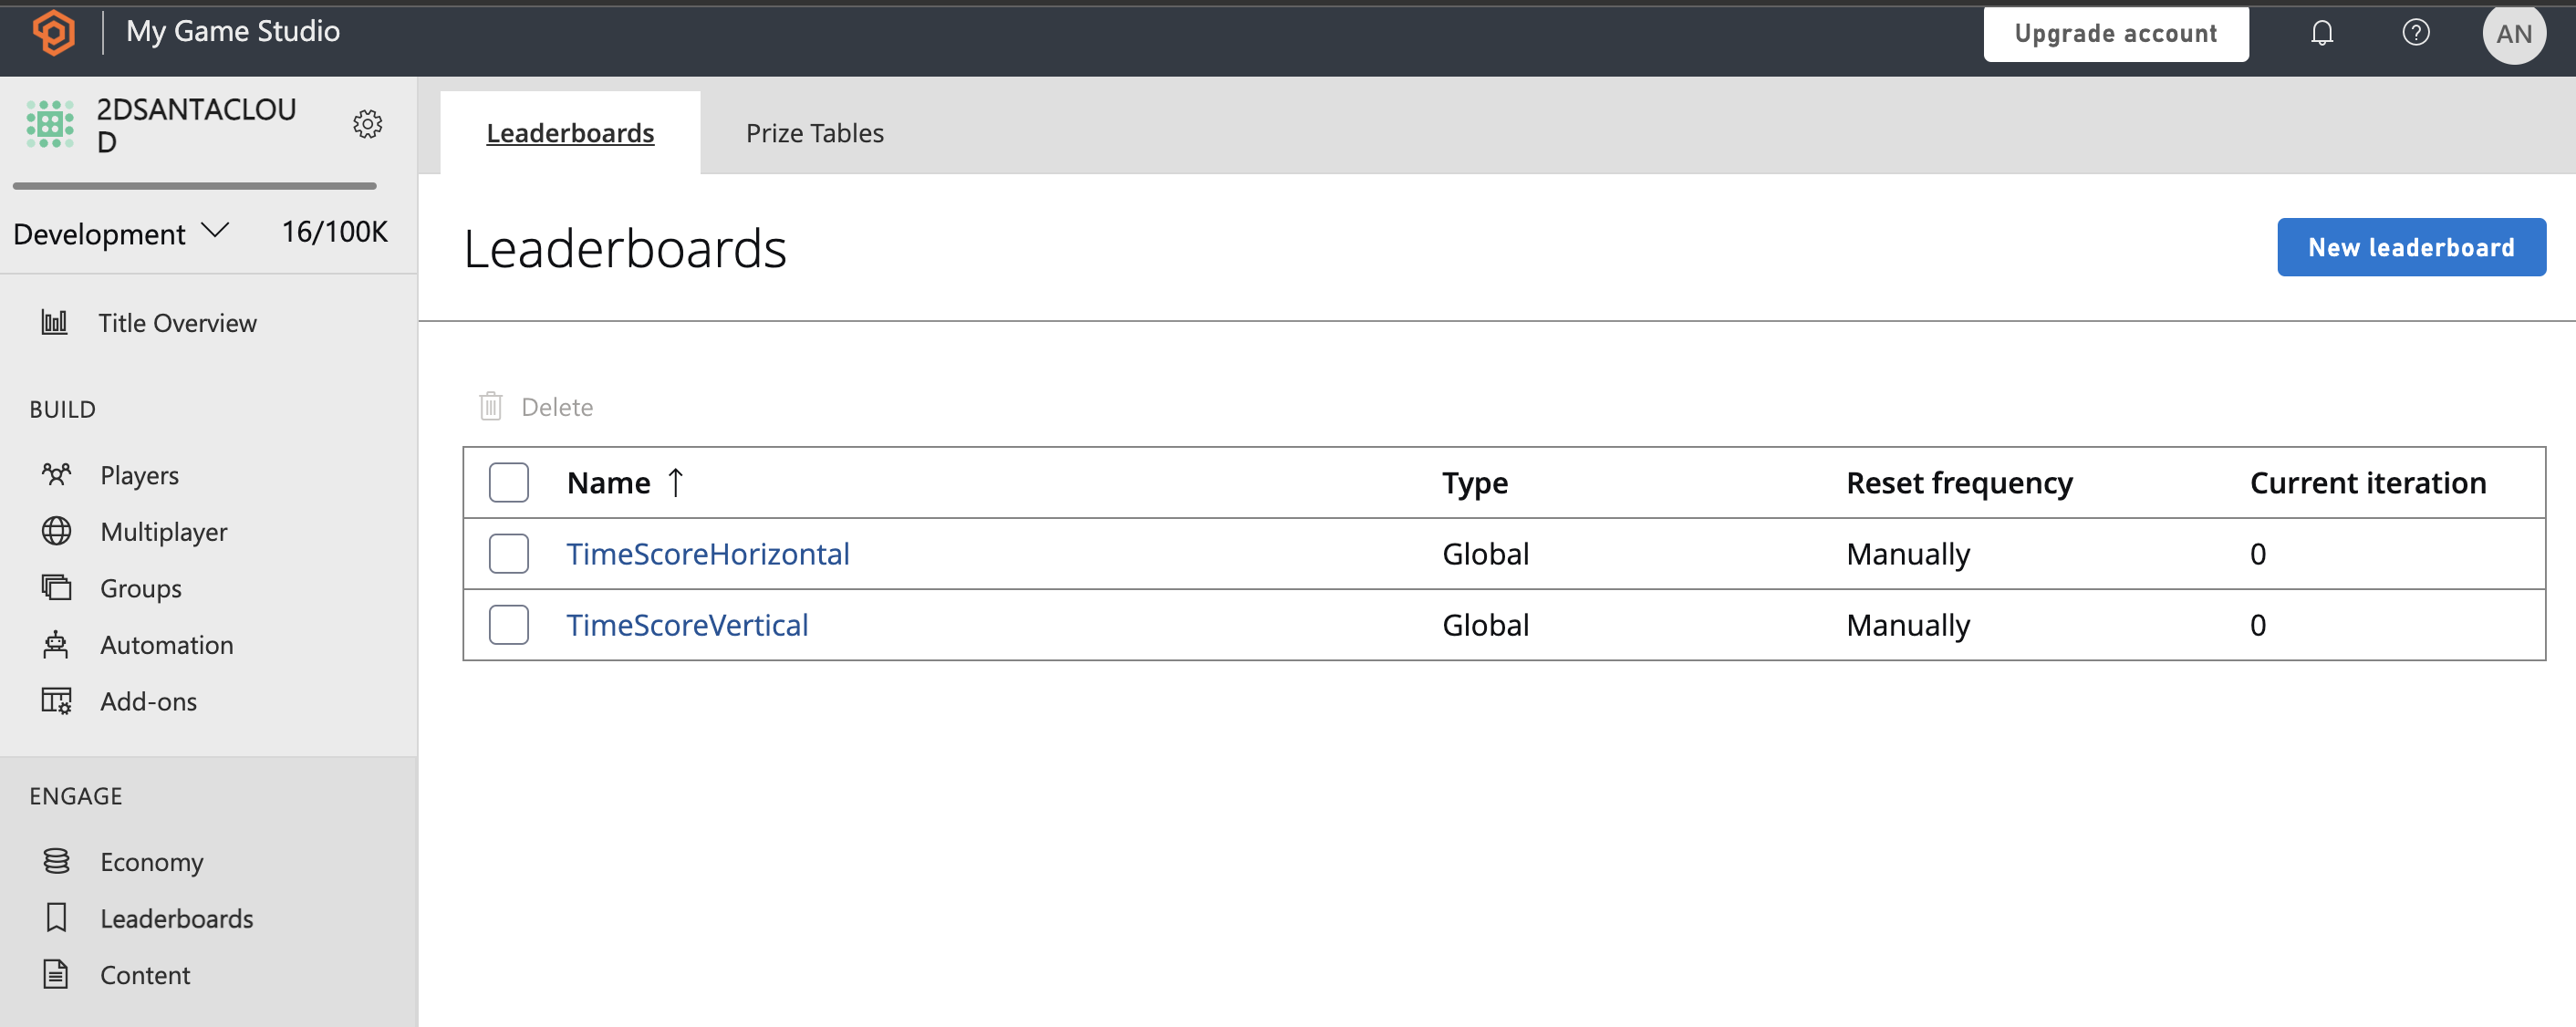 My Game Studio
Upgrade account
AN
2DSANTACLOU
D
Development 16/100K
Title Overview
BUILD
Players
Multiplayer
Groups
Automation
Add-ons
ENGAGE
Economy
Leaderboards
Content
Leaderboards Prize Tables
Leaderboards
New leaderboard
Delete
Name ↑ Type Reset frequency Current iteration
TimeScoreHorizontal Global Manually 0
TimeScoreVertical Global Manually 0